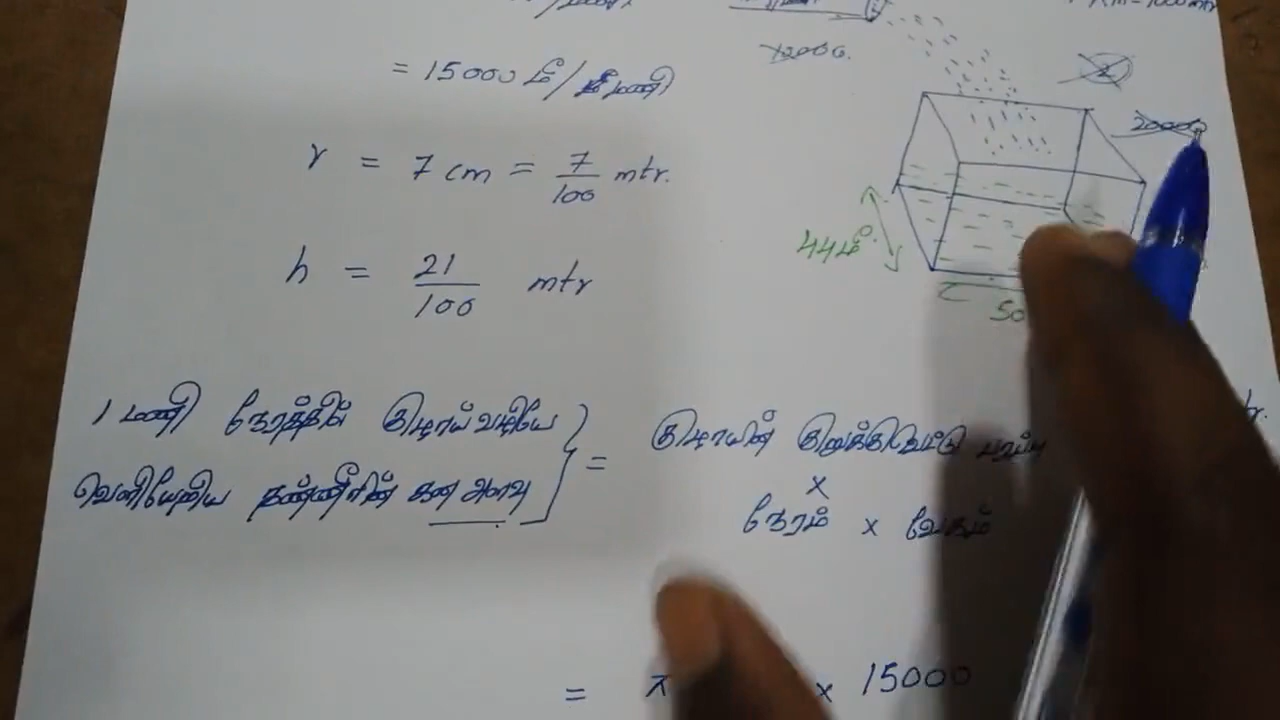 = 15000 மீ/மணி
r = 7 cm = 7/100 mtr.
h = 21/100 mtr
44மீ.
50
1 மணி நேரத்தில் குழாய் வழியே
வெளியேறிய தண்ணீரின் கன அளவு
= குழாயின் குறுக்குவெட்டு பரப்பு
×
நேரம் × வேகம்
= × 15000